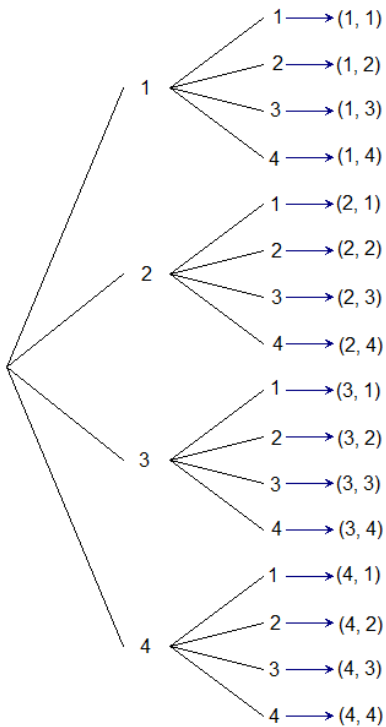 1 (1, 1)
2 (1, 2)
1
3 (1, 3)
4 (1, 4)
1 (2, 1)
2 (2, 2)
2
3 (2, 3)
4 (2, 4)
1 (3, 1)
2 (3, 2)
3
3 (3, 3)
4 (3, 4)
1 (4, 1)
2 (4, 2)
4
3 (4, 3)
4 (4, 4)